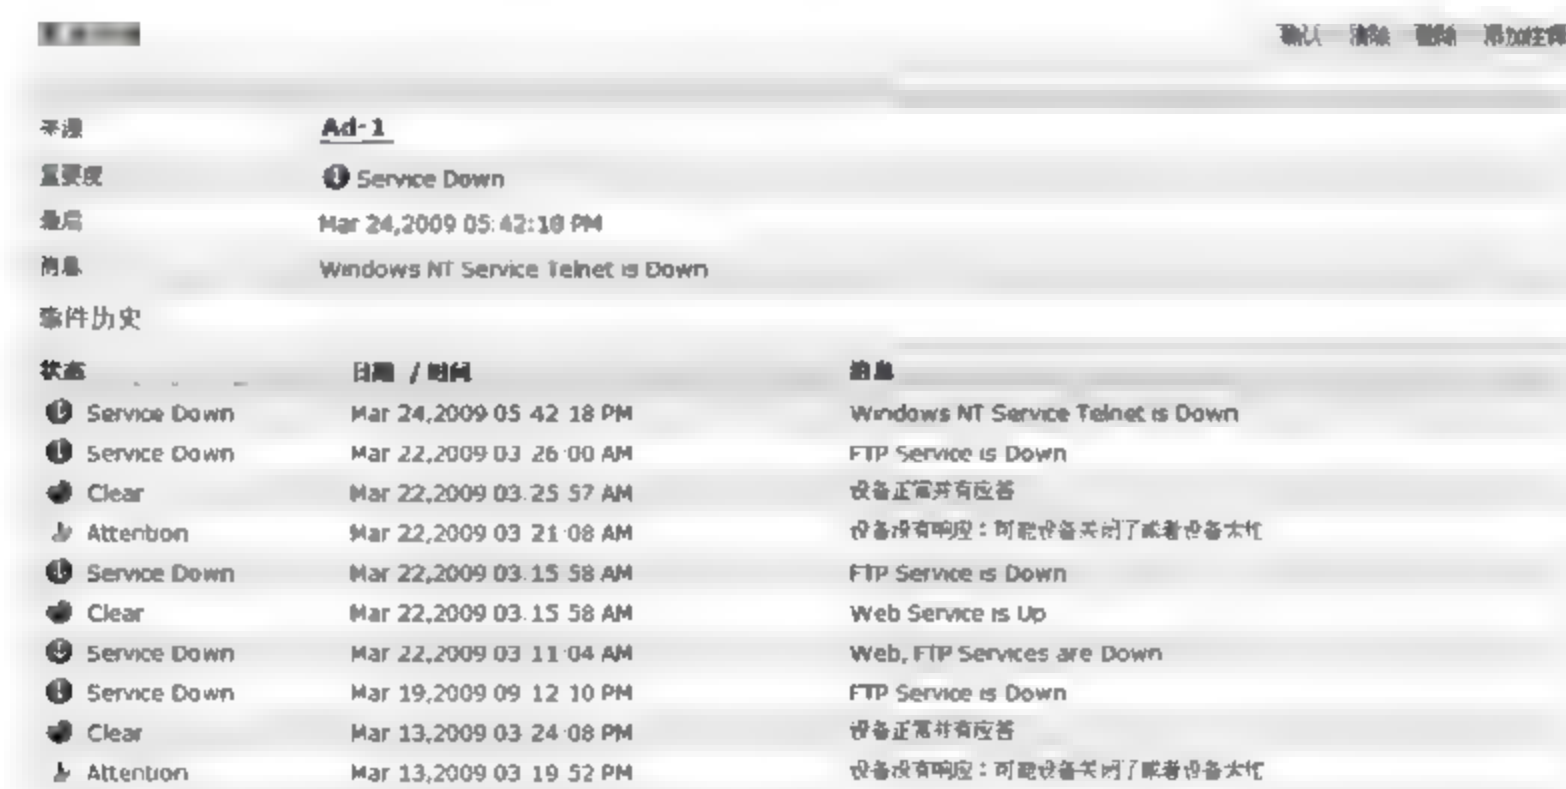 确认 清除 删除 添加注释
来源 Ad-1
重要度 Service Down
最后 Mar 24,2009 05:42:18 PM
消息 Windows NT Service Telnet is Down
事件历史
状态 日期 / 时间 消息
Service Down Mar 24,2009 05:42:18 PM Windows NT Service Telnet is Down
Service Down Mar 22,2009 03:26:00 AM FTP Service is Down
Clear Mar 22,2009 03:25:57 AM 设备正常并有应答
Attention Mar 22,2009 03:21:08 AM 设备没有响应：可能设备关闭了或者设备太忙
Service Down Mar 22,2009 03:15:58 AM FTP Service is Down
Clear Mar 22,2009 03:15:58 AM Web Service is Up
Service Down Mar 22,2009 03:11:04 AM Web, FTP Services are Down
Service Down Mar 19,2009 09:12:10 PM FTP Service is Down
Clear Mar 13,2009 03:24:08 PM 设备正常并有应答
Attention Mar 13,2009 03:19:52 PM 设备没有响应：可能设备关闭了或者设备太忙